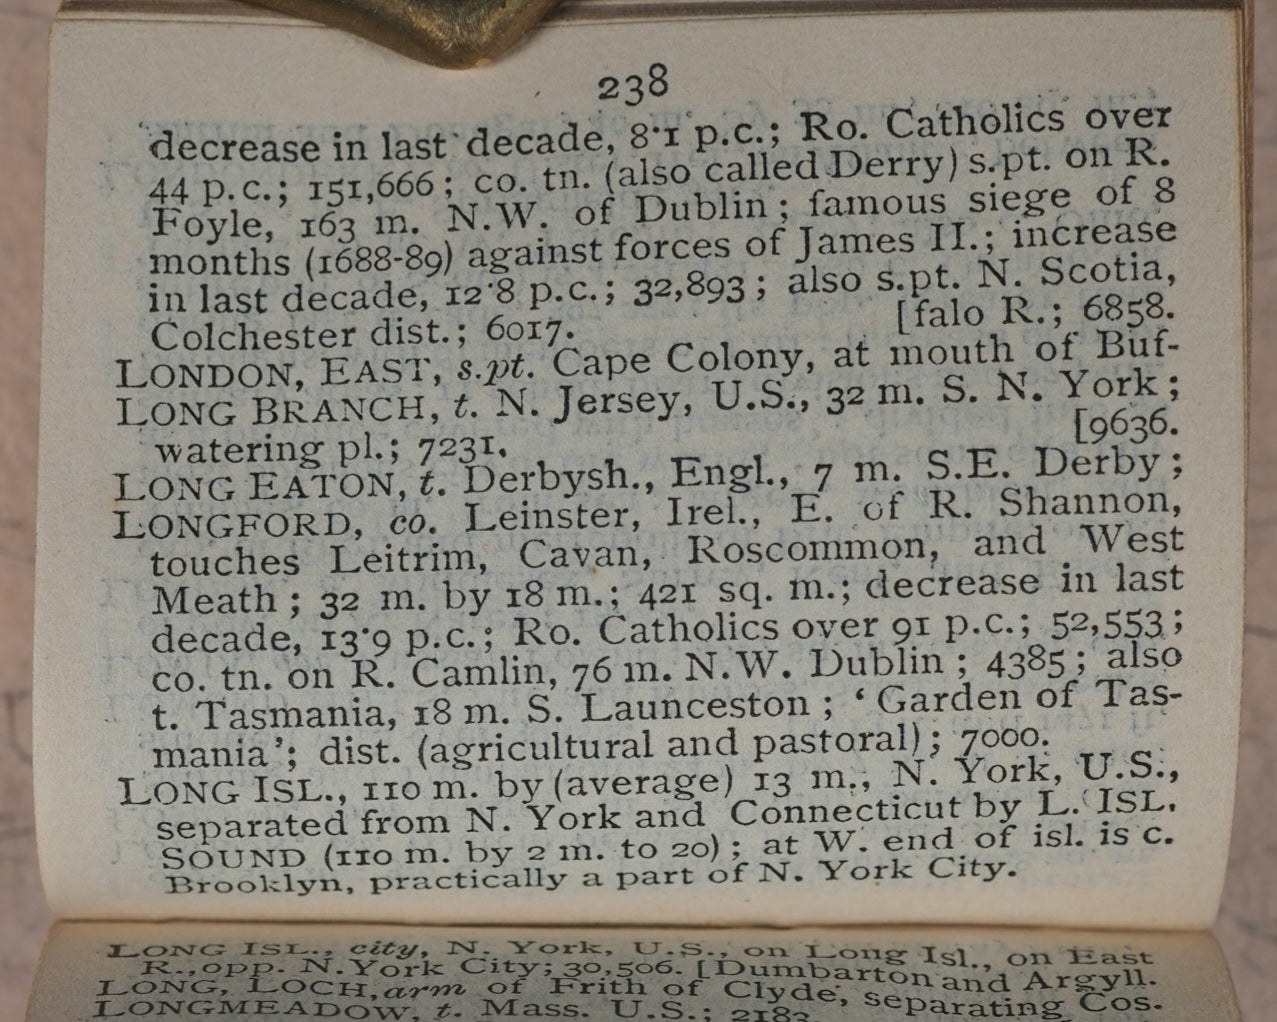 238
decrease in last decade, 8·1 p.c.; Ro. Catholics over
44 p.c.; 151,666; co. tn. (also called Derry) s.pt. on R.
Foyle, 163 m. N.W. of Dublin; famous siege of 8
months (1688-89) against forces of James II.; increase
in last decade, 12·8 p.c.; 32,893; also s.pt. N. Scotia,
Colchester dist.; 6017. [falo R.; 6858.
LONDON, EAST, s.pt. Cape Colony, at mouth of Buf-
LONG BRANCH, t. N. Jersey, U.S., 32 m. S. N. York;
watering pl.; 7231. [9636.
LONG EATON, t. Derbysh., Engl., 7 m. S.E. Derby;
LONGFORD, co. Leinster, Irel., E. of R. Shannon,
touches Leitrim, Cavan, Roscommon, and West
Meath; 32 m. by 18 m.; 421 sq. m.; decrease in last
decade, 13·9 p.c.; Ro. Catholics over 91 p.c.; 52,553;
co. tn. on R. Camlin, 76 m. N.W. Dublin; 4385; also
t. Tasmania, 18 m. S. Launceston; ‘Garden of Tas-
mania’; dist. (agricultural and pastoral); 7000.
LONG ISL., 110 m. by (average) 13 m., N. York, U.S.,
separated from N. York and Connecticut by L. ISL.
SOUND (110 m. by 2 m. to 20); at W. end of isl. is c.
Brooklyn, practically a part of N. York City.
LONG ISL., city, N. York, U.S., on Long Isl., on East
R., opp. N. York City; 30,506. [Dumbarton and Argyll.
LONG, LOCH, arm of Frith of Clyde, separating Cos.
LONGMEADOW, t. Mass. U.S.; 2183.